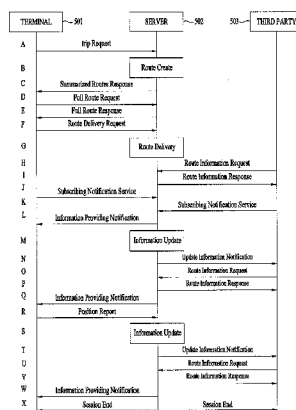 TERMINAL 501 SERVER 502 503 THIRD PARTY
A trip Request
B Route Create
C Summarized Routes Response
D Full Route Request
E Full Route Response
F Route Delivery Request
G Route Delivery
H Route Information Request
I Route Information Response
J Subscribing Notification Service
K Subscribing Notification Service
L Information Providing Notification
M Information Update
N Update Information Notification
O Route Information Request
P Route Information Response
Q Information Providing Notification
R Position Report
S Information Update
T Update Information Notification
U Route Information Request
V Route Information Response
W Information Providing Notification
X Session End Session End